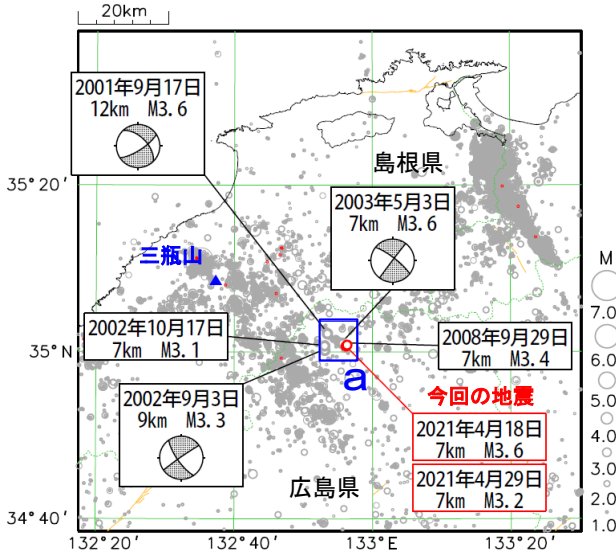 20km
2001年9月17日
12km M3.6
島根県
35°20′
2003年5月3日
7km M3.6
三瓶山
M
7.0
6.0
5.0
4.0
3.0
2.0
1.0
2002年10月17日
7km M3.1
2008年9月29日
7km M3.4
35°N
a
今回の地震
2002年9月3日
9km M3.3
2021年4月18日
7km M3.6
2021年4月29日
7km M3.2
広島県
34°40′
132°20′
132°40′
133°E
133°20′